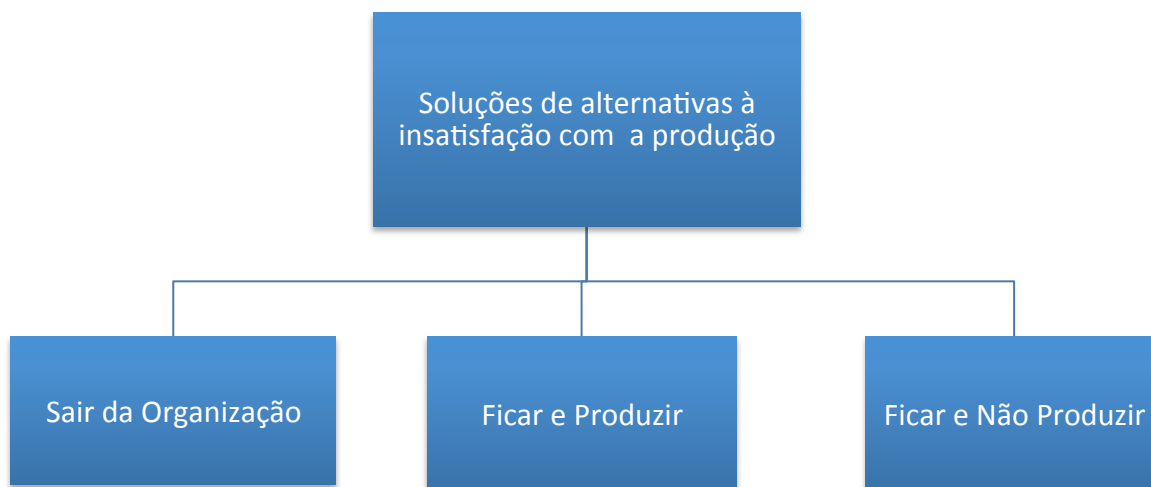 Soluções de alternativas à
insatisfação com a produção
Sair da Organização
Ficar e Produzir
Ficar e Não Produzir